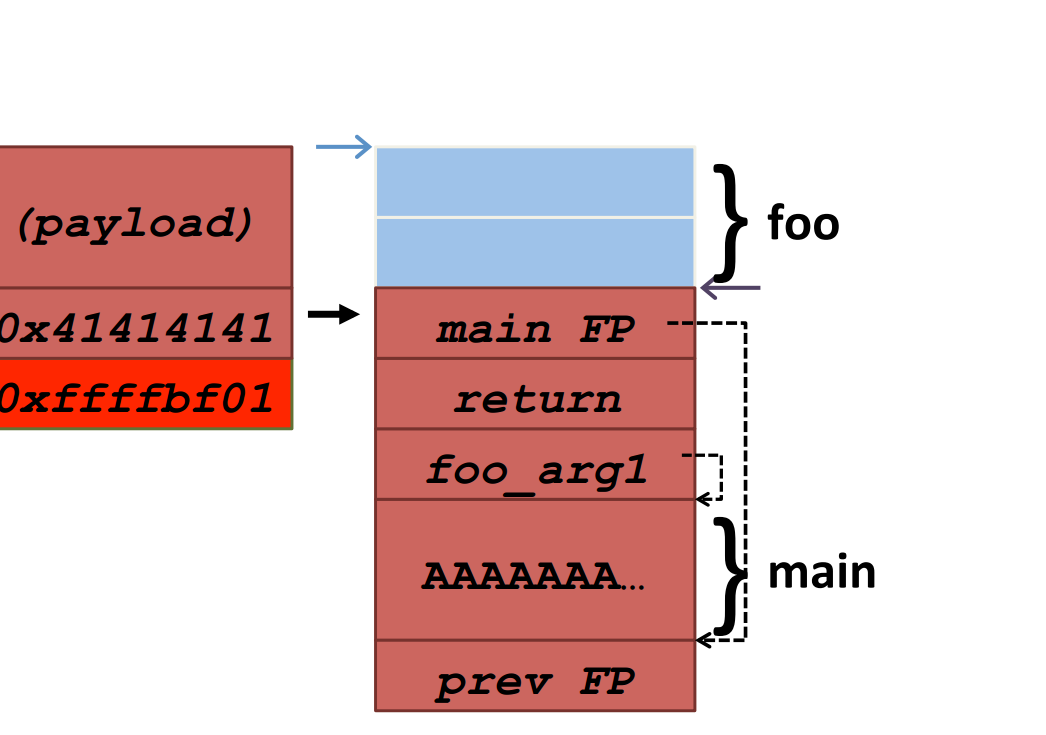 (payload)
0x41414141
0xffffbf01
foo
main FP
return
foo_arg1
AAAAAAA...
prev FP
main